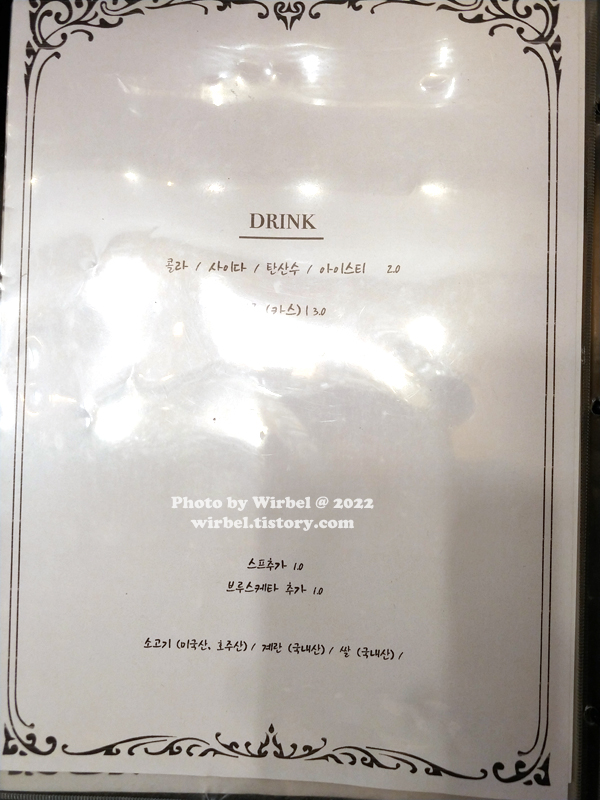 DRINK
콜라 / 사이다 / 탄산수 / 아이스티 2.0
(카스) | 3.0
Photo by Wirbel @ 2022
wirbel.tistory.com
스프추가 1.0
브루스케타 추가 1.0
소고기 (미국산, 호주산) / 계란 (국내산) / 쌀 (국내산) /